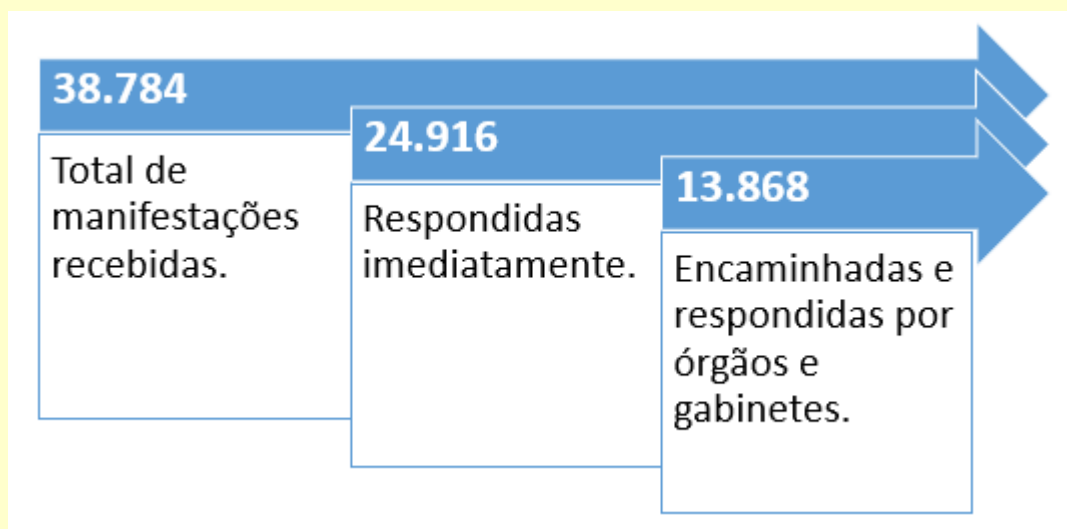 38.784
Total de
manifestações
recebidas.
24.916
Respondidas
imediatamente.
13.868
Encaminhadas e
respondidas por
órgãos e
gabinetes.